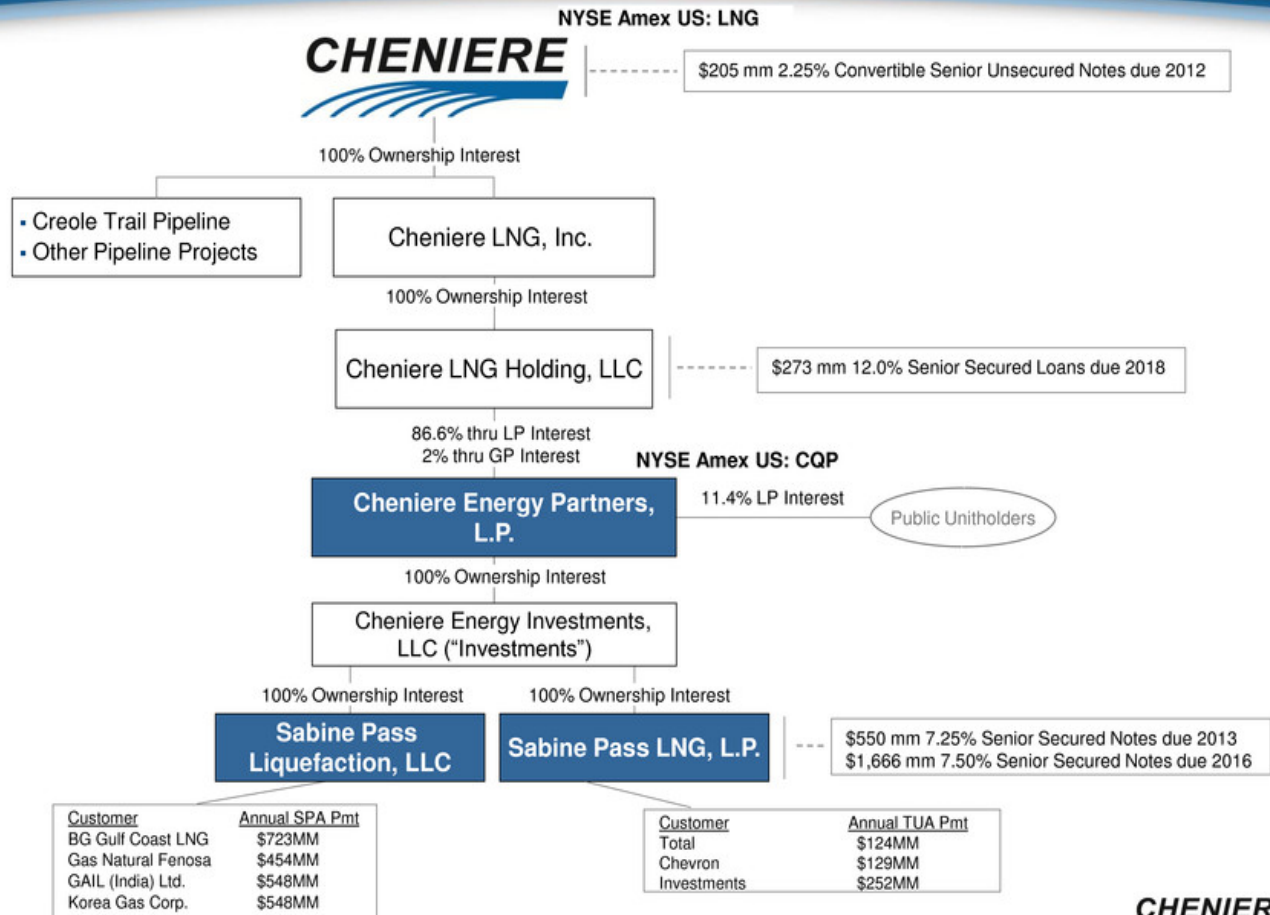 NYSE Amex US: LNG
CHENIERE
$205 mm 2.25% Convertible Senior Unsecured Notes due 2012
100% Ownership Interest
▪ Creole Trail Pipeline
▪ Other Pipeline Projects
Cheniere LNG, Inc.
100% Ownership Interest
Cheniere LNG Holding, LLC
$273 mm 12.0% Senior Secured Loans due 2018
86.6% thru LP Interest
2% thru GP Interest
NYSE Amex US: CQP
Cheniere Energy Partners,
L.P.
11.4% LP Interest
Public Unitholders
100% Ownership Interest
Cheniere Energy Investments,
LLC (“Investments”)
100% Ownership Interest
100% Ownership Interest
Sabine Pass
Liquefaction, LLC
Sabine Pass LNG, L.P.
$550 mm 7.25% Senior Secured Notes due 2013
$1,666 mm 7.50% Senior Secured Notes due 2016
Customer Annual SPA Pmt
BG Gulf Coast LNG $723MM
Gas Natural Fenosa $454MM
GAIL (India) Ltd. $548MM
Korea Gas Corp. $548MM
Customer Annual TUA Pmt
Total $124MM
Chevron $129MM
Investments $252MM
CHENIER